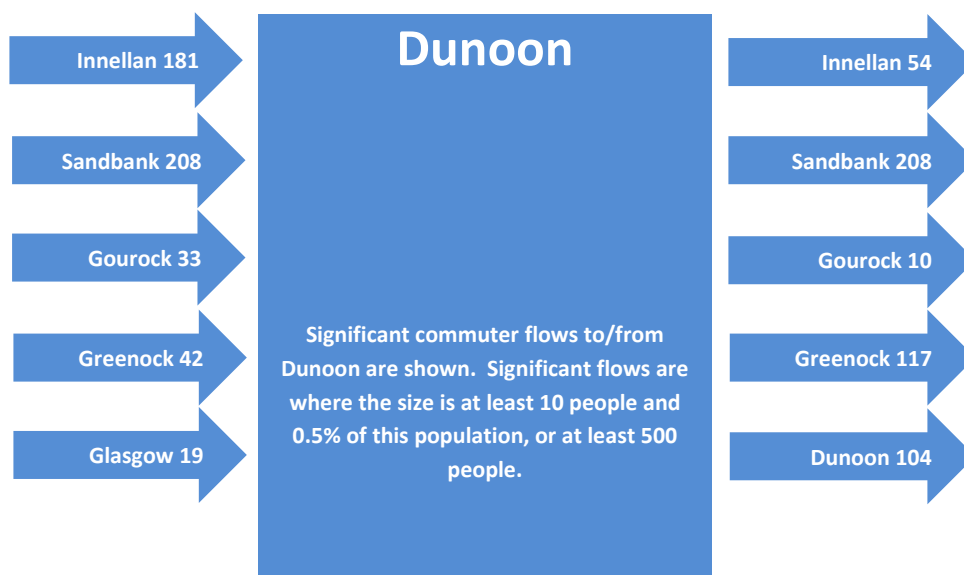 Dunoon
Innellan 181
Sandbank 208
Gourock 33
Greenock 42
Glasgow 19
Significant commuter flows to/from
Dunoon are shown.  Significant flows are
where the size is at least 10 people and
0.5% of this population, or at least 500
people.
Innellan 54
Sandbank 208
Gourock 10
Greenock 117
Dunoon 104